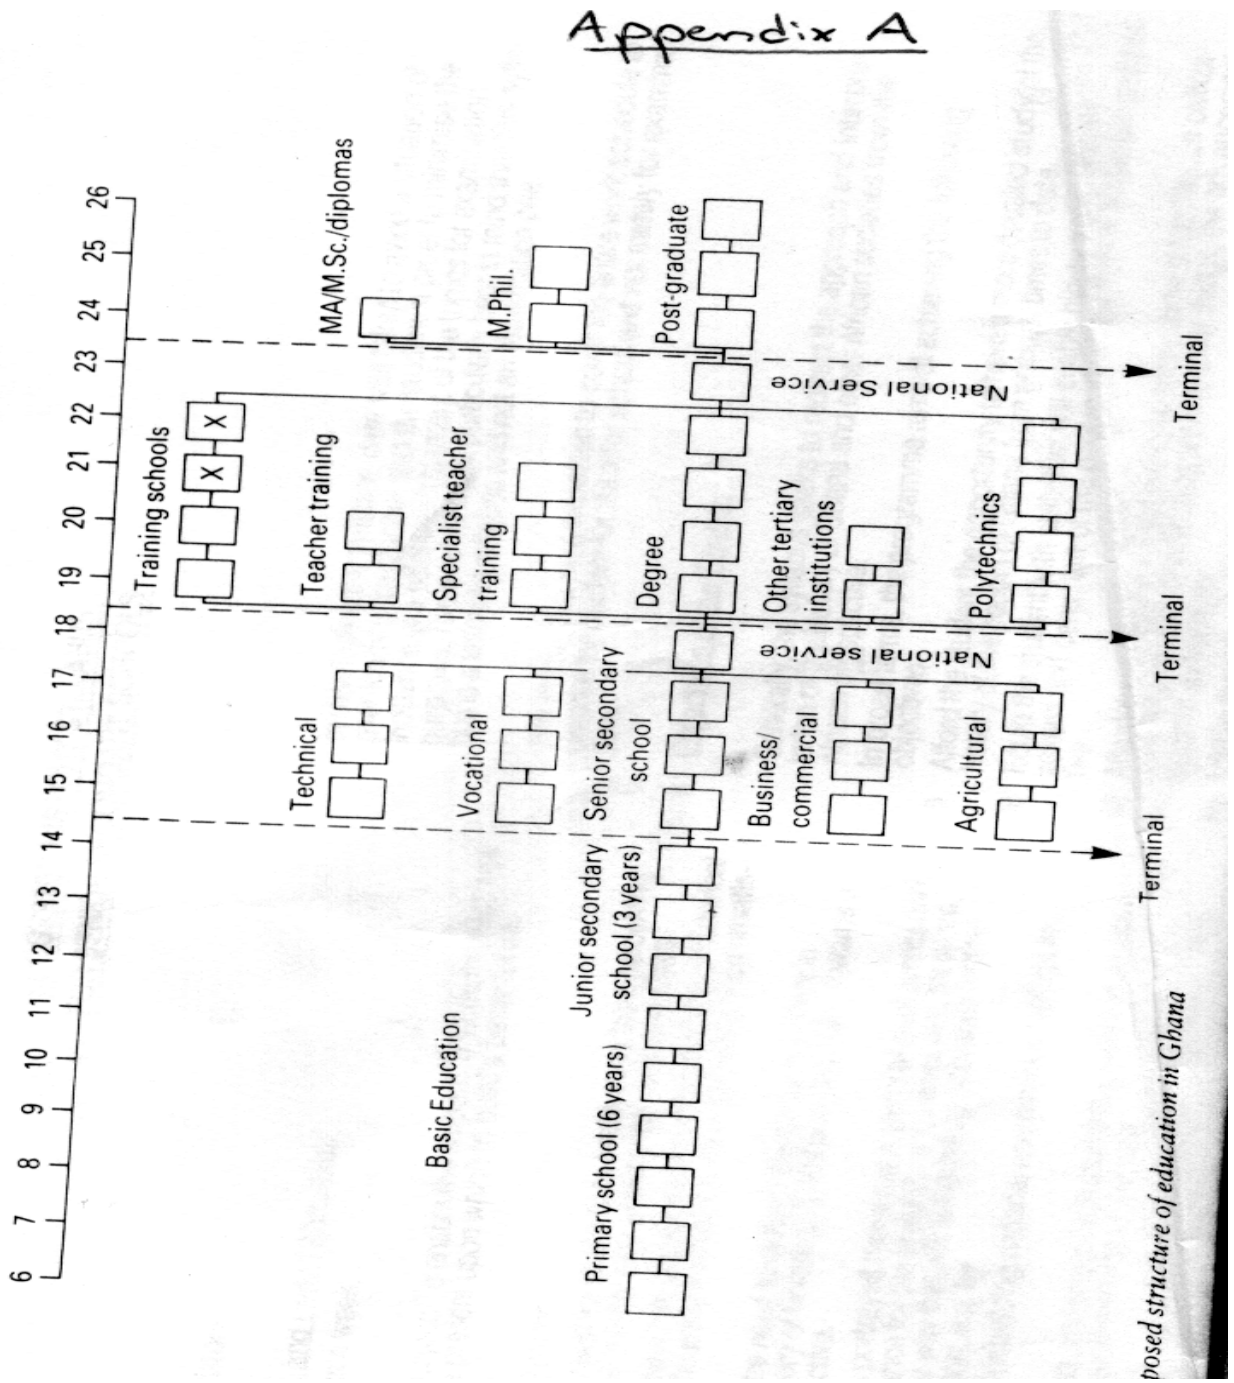 Appendix A
6 7 8 9 10 11 12 13 14 15 16 17 18 19 20 21 22 23 24 25 26
Training schools
X X
MA/M.Sc./diplomas
Technical
Teacher training
Basic Education
Vocational
Specialist teacher
training
M.Phil.
Junior secondary
school (3 years)
Senior secondary
school
Primary school (6 years)
Degree
Post-graduate
Business/
commercial
Other tertiary
institutions
National service
National Service
Agricultural
Polytechnics
Terminal
Terminal
Terminal
posed structure of education in Ghana